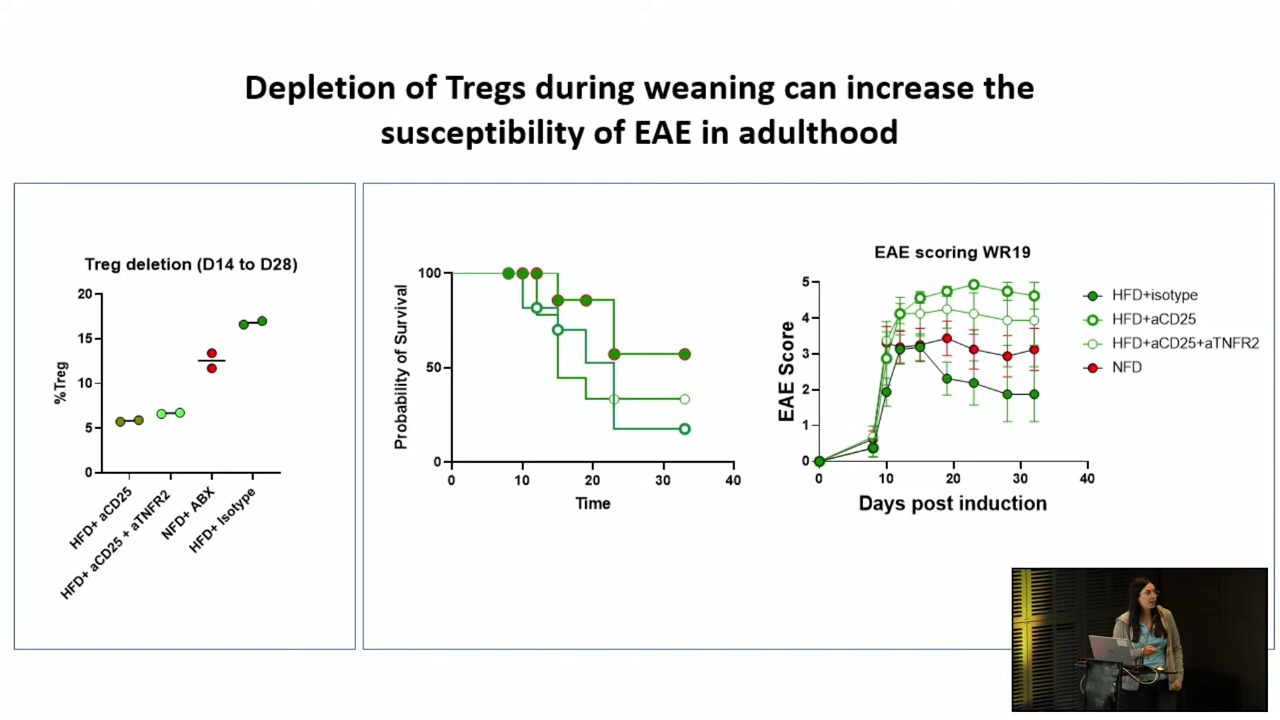 Depletion of Tregs during weaning can increase the
susceptibility of EAE in adulthood
Treg deletion (D14 to D28)
%Treg
20
15
10
5
0
HFD+ aCD25
HFD+ aCD25 + aTNFR2
NFD+ ABX
HFD+ Isotype
Probability of Survival
100
50
0
0
10
20
30
40
Time
EAE scoring WR19
EAE Score
5
4
3
2
1
0
0
10
20
30
40
Days post induction
HFD+isotype
HFD+aCD25
HFD+aCD25+aTNFR2
NFD